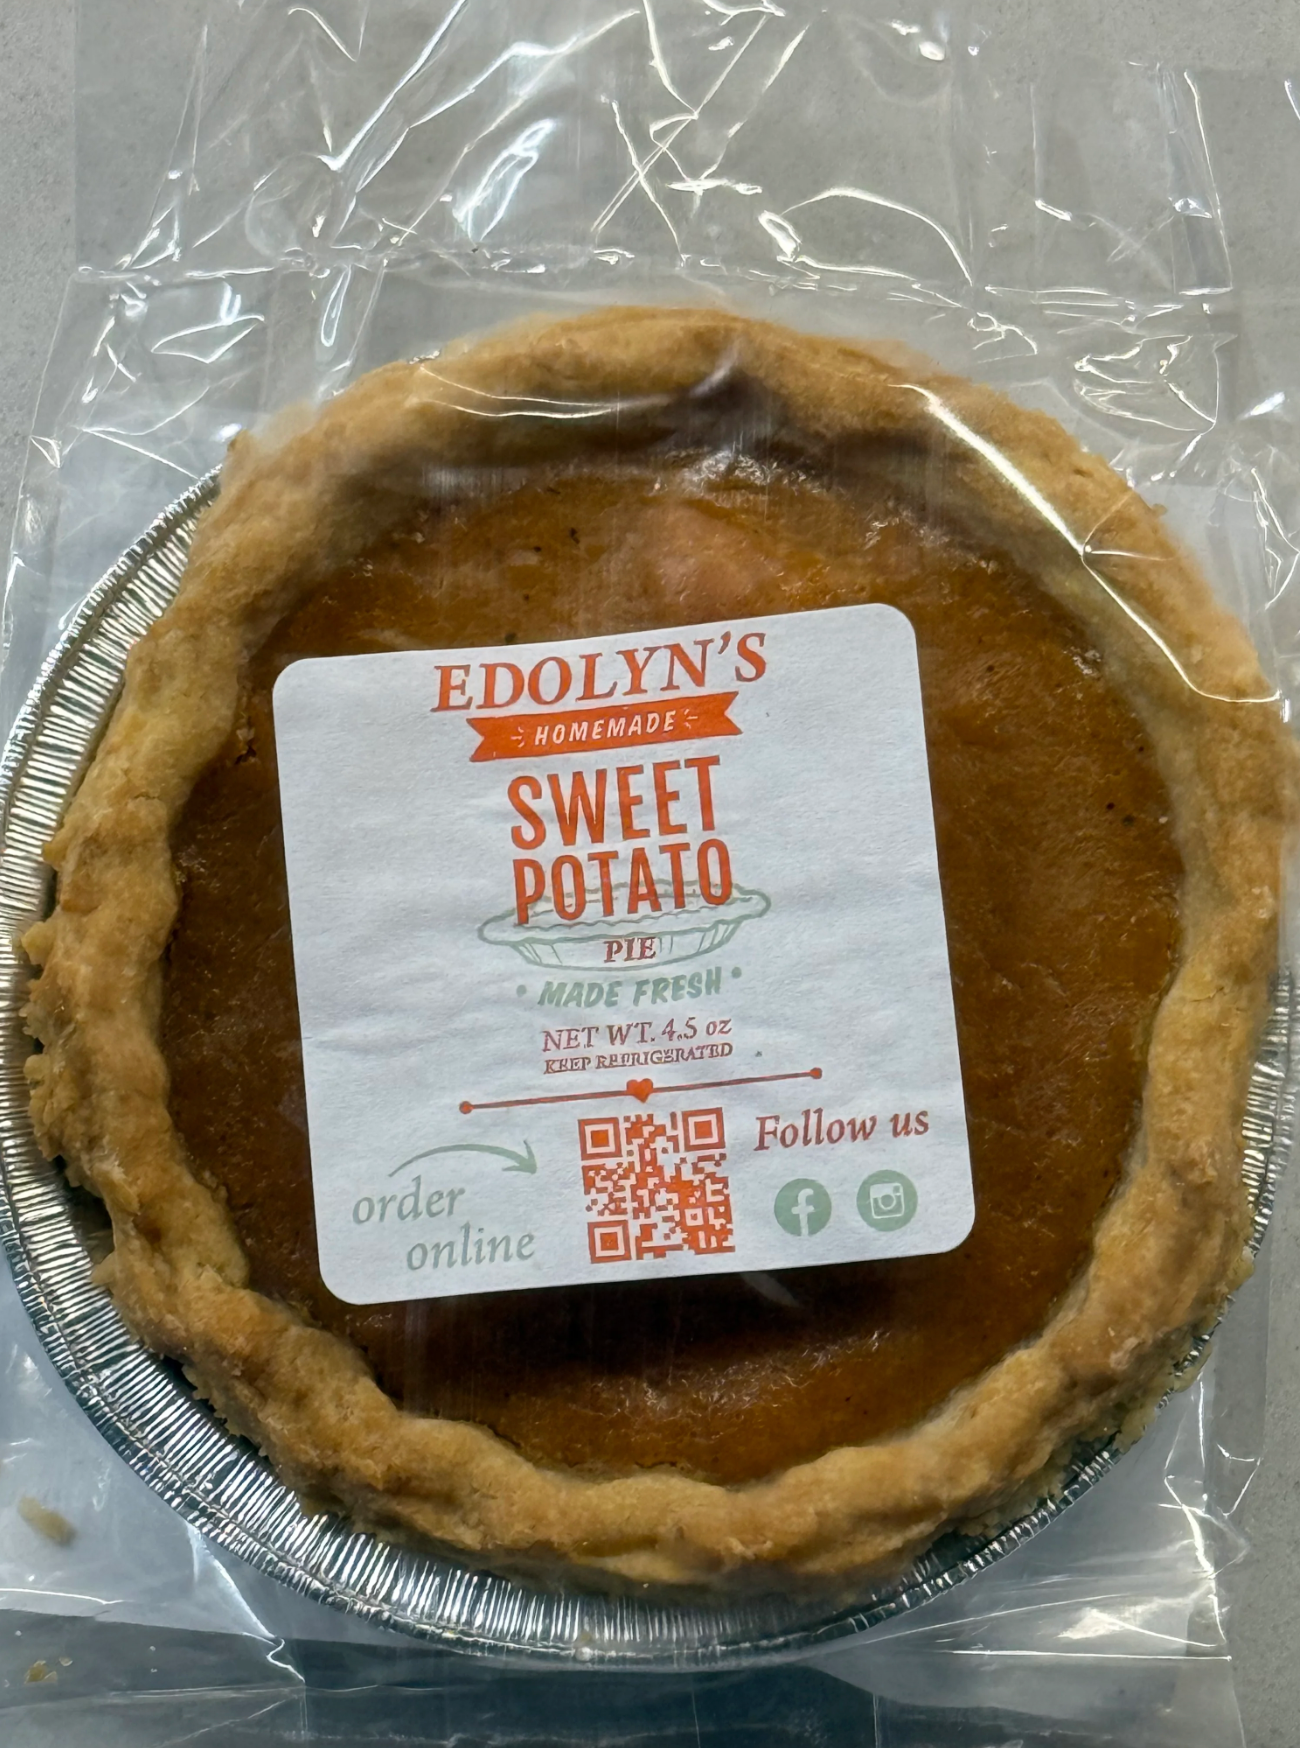 EDOLYN'S
HOMEMADE
SWEET
POTATO
PIE
• MADE FRESH •
NET WT. 4.5 oz
KEEP REFRIGERATED
order
online
Follow us